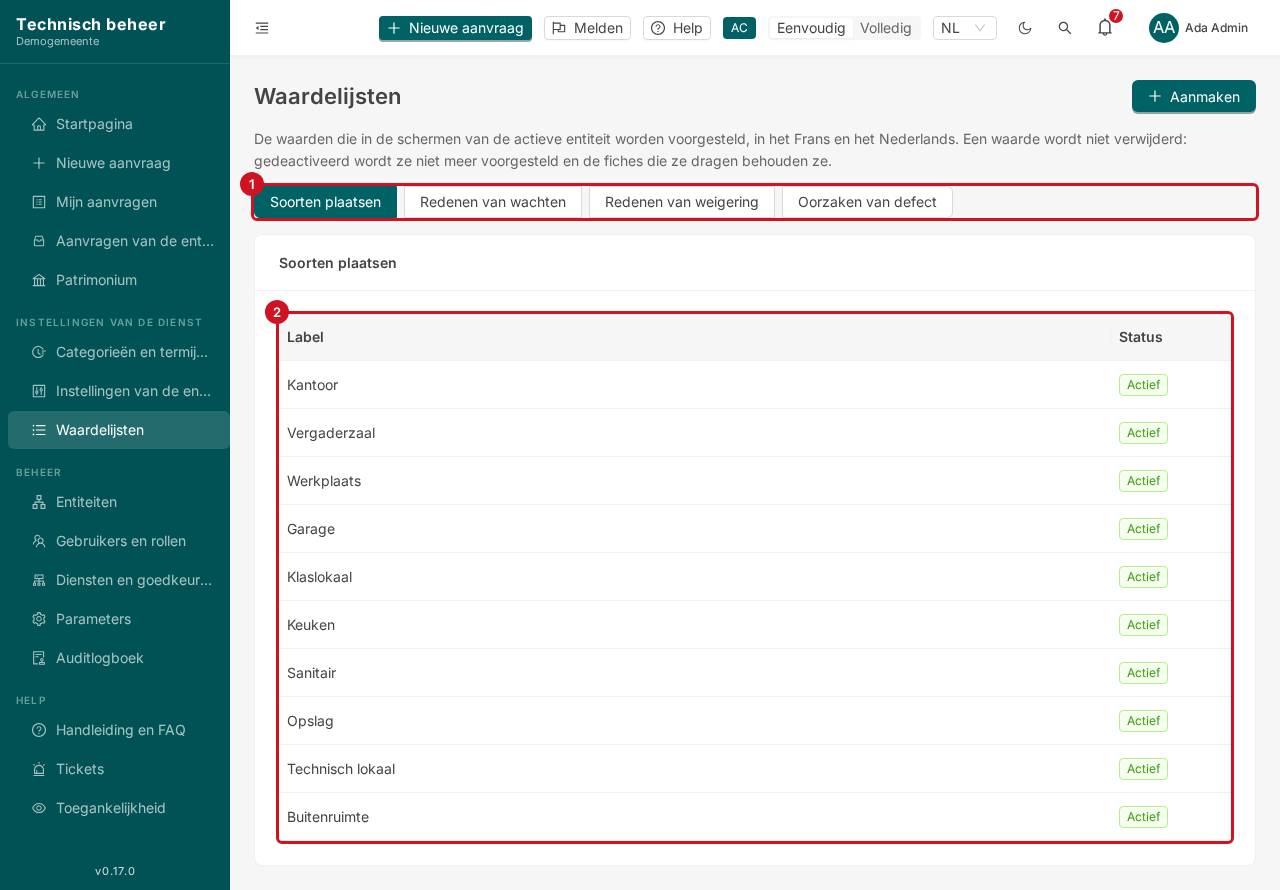 Technisch beheer
Demogemeente
Nieuwe aanvraag
Melden
Help
AC
Eenvoudig
Volledig
NL
7
AA
Ada Admin
ALGEMEEN
Startpagina
Nieuwe aanvraag
Mijn aanvragen
Aanvragen van de ent...
Patrimonium
INSTELLINGEN VAN DE DIENST
Categorieën en termij...
Instellingen van de en...
Waardelijsten
BEHEER
Entiteiten
Gebruikers en rollen
Diensten en goedkeur...
Parameters
Auditlogboek
HELP
Handleiding en FAQ
Tickets
Toegankelijkheid
v0.17.0
Waardelijsten
Aanmaken
De waarden die in de schermen van de actieve entiteit worden voorgesteld, in het Frans en het Nederlands. Een waarde wordt niet verwijderd:
gedeactiveerd wordt ze niet meer voorgesteld en de fiches die ze dragen behouden ze.
1
Soorten plaatsen
Redenen van wachten
Redenen van weigering
Oorzaken van defect
Soorten plaatsen
2
Label Status
Kantoor Actief
Vergaderzaal Actief
Werkplaats Actief
Garage Actief
Klaslokaal Actief
Keuken Actief
Sanitair Actief
Opslag Actief
Technisch lokaal Actief
Buitenruimte Actief